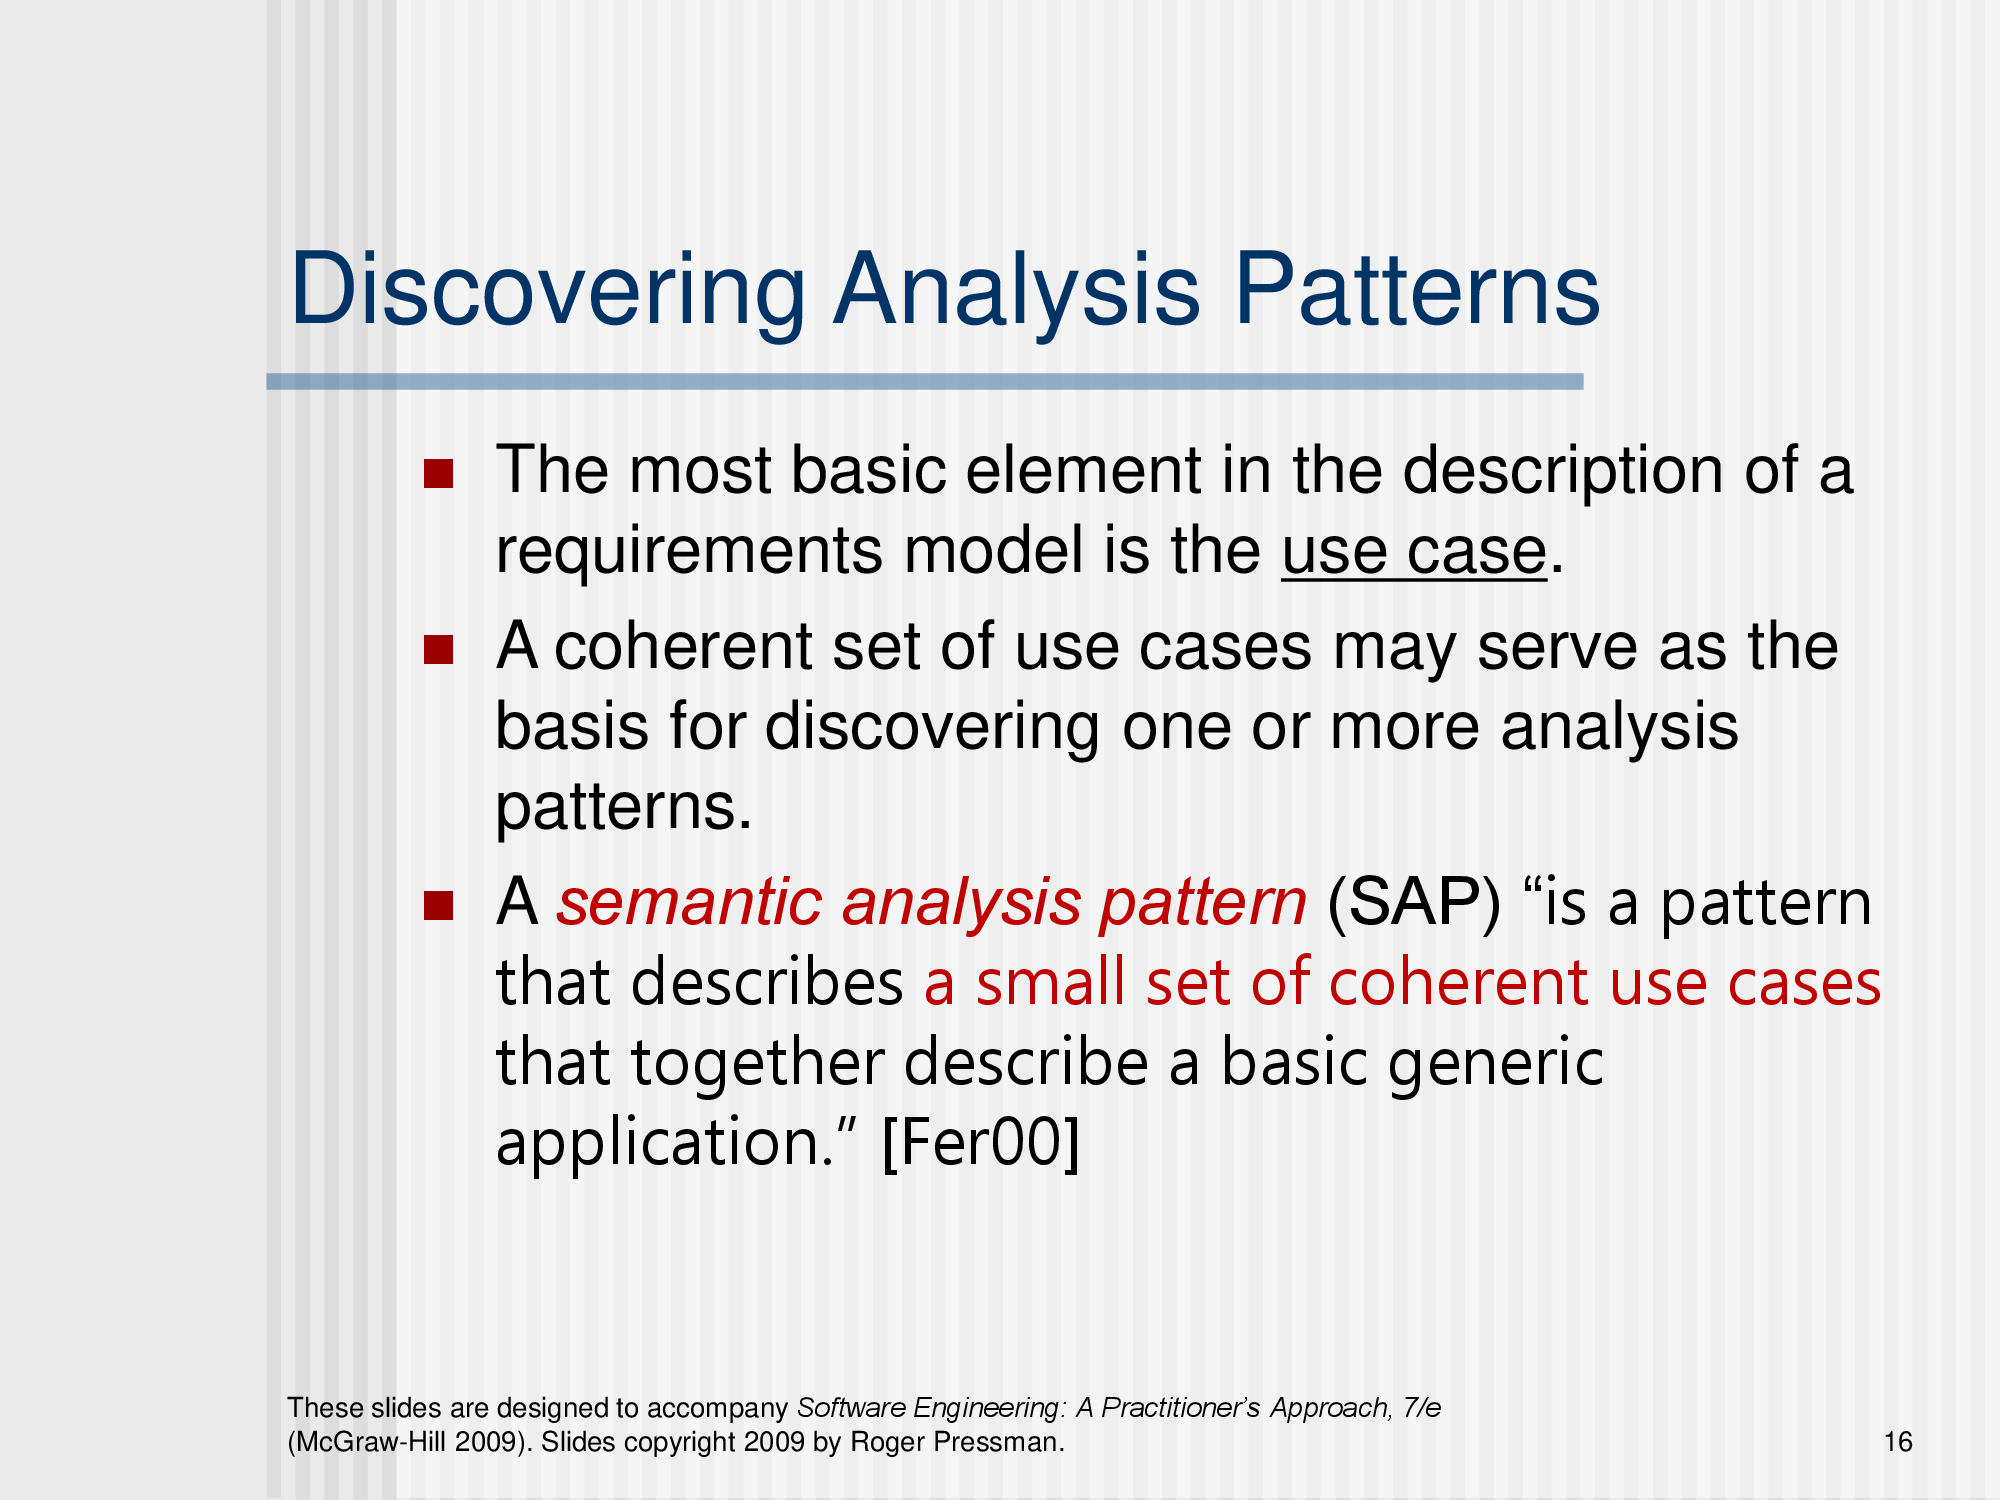 Discovering Analysis Patterns
The most basic element in the description of a
requirements model is the use case.
A coherent set of use cases may serve as the
basis for discovering one or more analysis
patterns.
A semantic analysis pattern (SAP) “is a pattern
that describes a small set of coherent use cases
that together describe a basic generic
application.” [Fer00]
These slides are designed to accompany Software Engineering: A Practitioner’s Approach, 7/e
(McGraw-Hill 2009). Slides copyright 2009 by Roger Pressman.
16